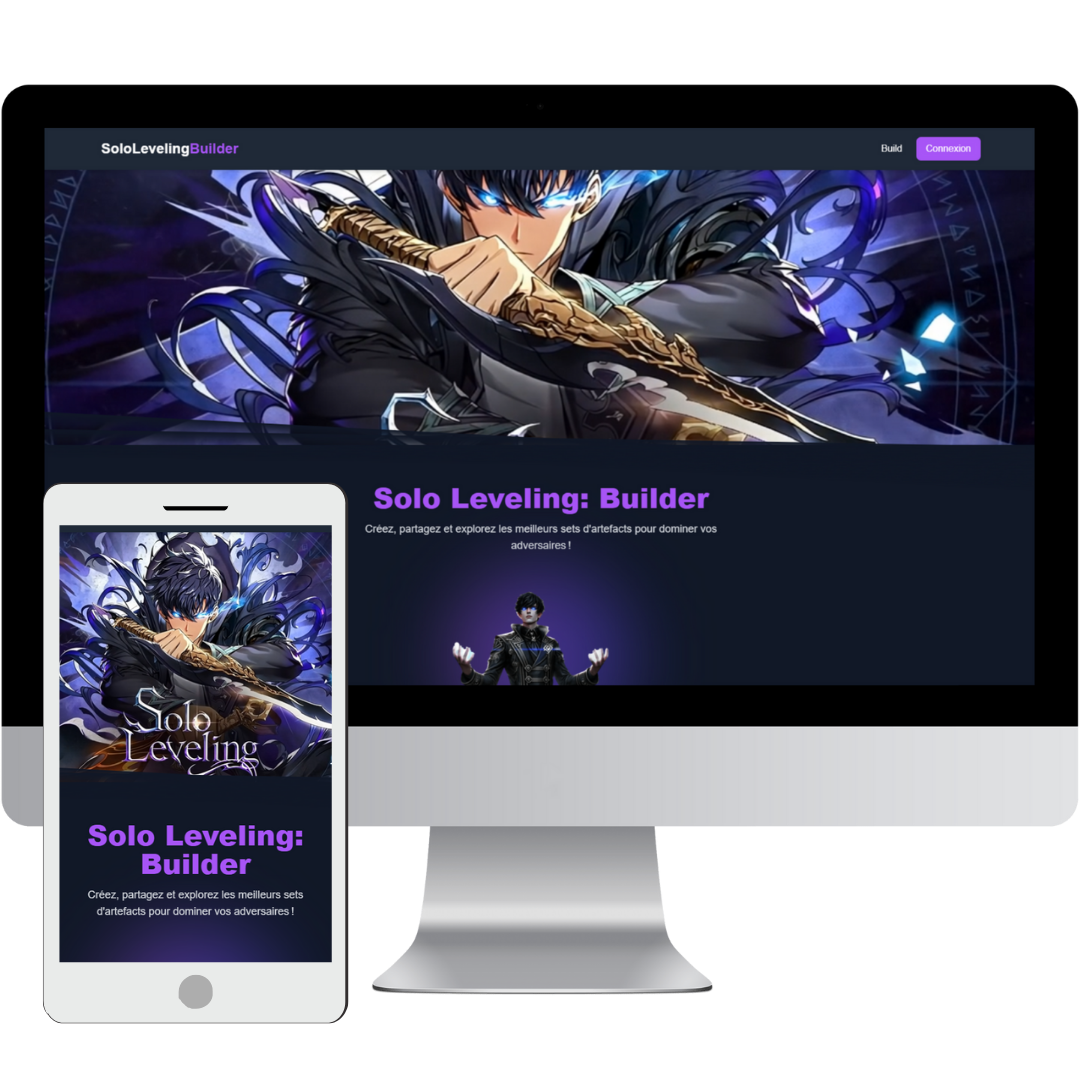 SoloLevelingBuilder
Build
Connexion
Solo Leveling: Builder
Créez, partagez et explorez les meilleurs sets d'artefacts pour dominer vos
adversaires !
Solo
Leveling
Solo Leveling:
Builder
Créez, partagez et explorez les meilleurs sets
d'artefacts pour dominer vos adversaires !